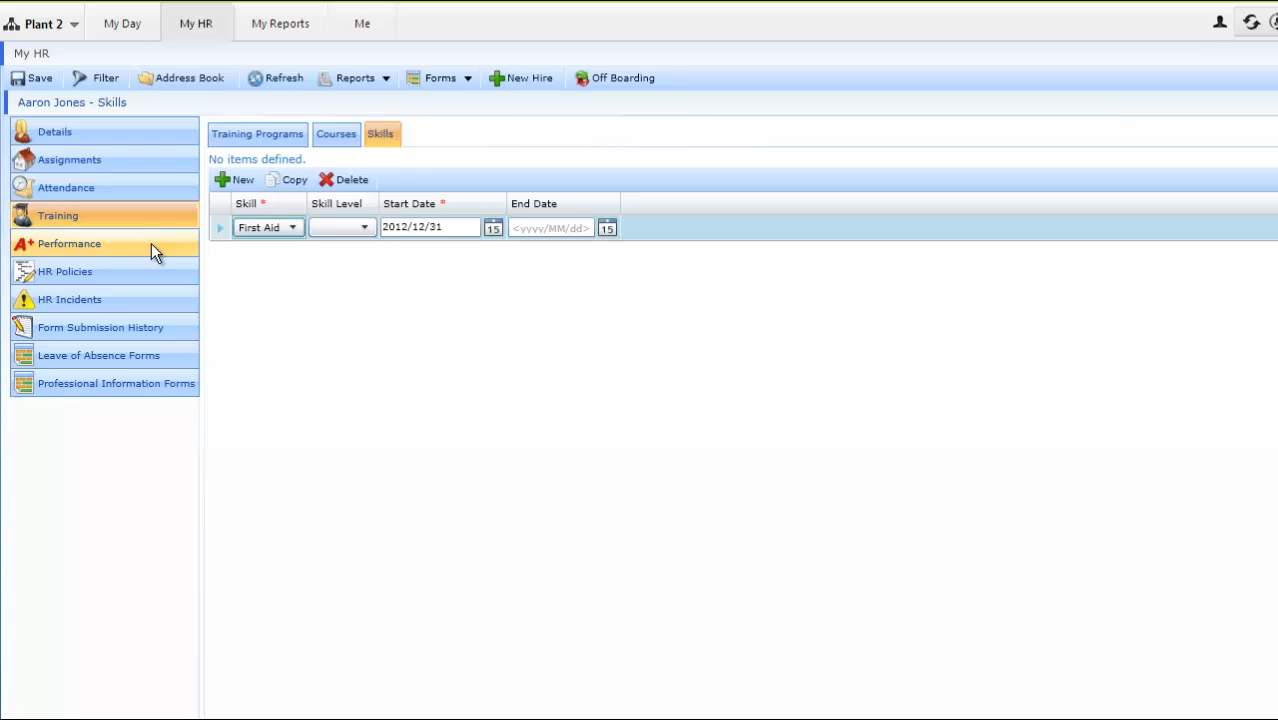 Plant 2 My Day My HR My Reports Me
My HR
Save Filter Address Book Refresh Reports Forms New Hire Off Boarding
Aaron Jones - Skills
Details
Assignments
Attendance
Training
A+ Performance
HR Policies
HR Incidents
Form Submission History
Leave of Absence Forms
Professional Information Forms
Training Programs Courses Skills
No items defined.
New Copy Delete
Skill * Skill Level Start Date * End Date
First Aid 2012/12/31 15 <yyyy/MM/dd> 15